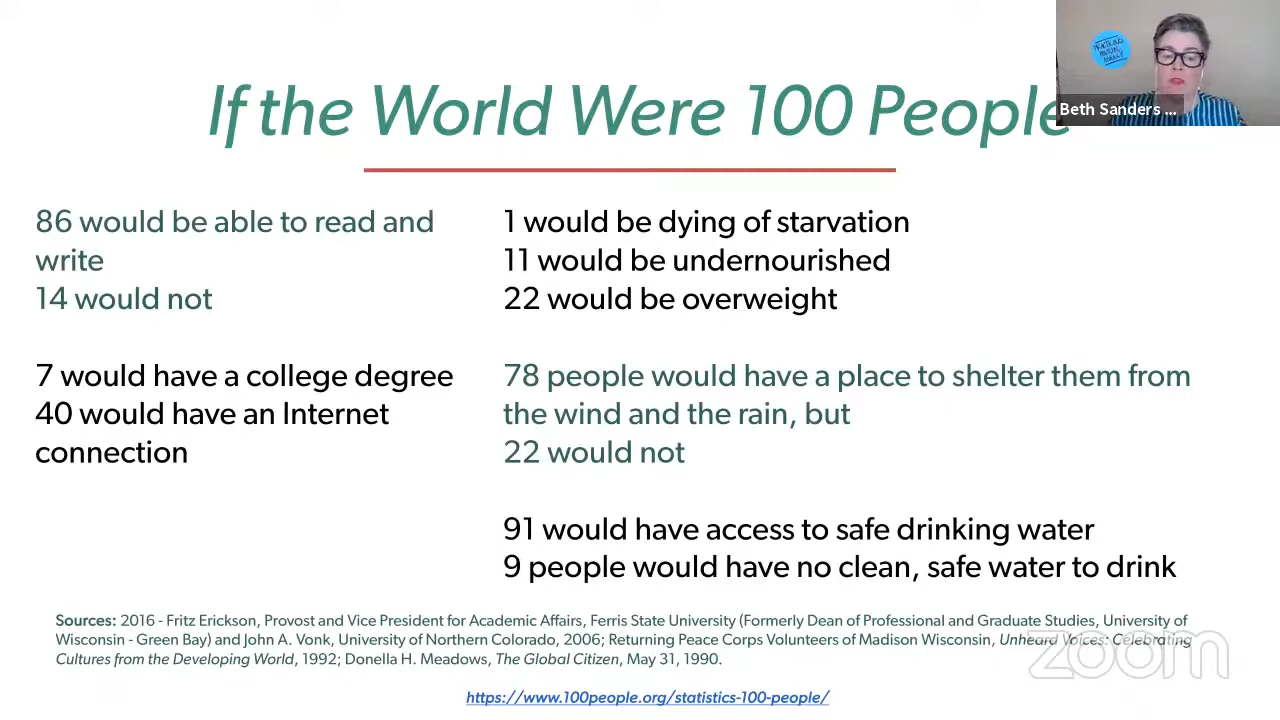 If the World Were 100 People
PRACTICING
MUTUAL
Beth Sanders ...
86 would be able to read and
write
14 would not
7 would have a college degree
40 would have an Internet
connection
1 would be dying of starvation
11 would be undernourished
22 would be overweight
78 people would have a place to shelter them from
the wind and the rain, but
22 would not
91 would have access to safe drinking water
9 people would have no clean, safe water to drink
Sources: 2016 - Fritz Erickson, Provost and Vice President for Academic Affairs, Ferris State University (Formerly Dean of Professional and Graduate Studies, University of
Wisconsin - Green Bay) and John A. Vonk, University of Northern Colorado, 2006; Returning Peace Corps Volunteers of Madison Wisconsin, Unheard Voices: Celebrating
Cultures from the Developing World, 1992; Donella H. Meadows, The Global Citizen, May 31, 1990.
zoom
https://www.100people.org/statistics-100-people/